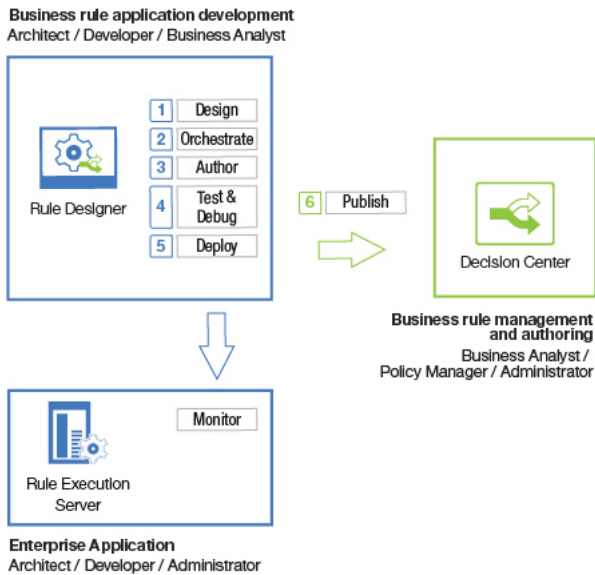 Business rule application development
Architect / Developer / Business Analyst
1 Design
2 Orchestrate
3 Author
4 Test &
Debug
5 Deploy
Rule Designer
6 Publish
Decision Center
Business rule management
and authoring
Business Analyst /
Policy Manager / Administrator
Monitor
Rule Execution
Server
Enterprise Application
Architect / Developer / Administrator